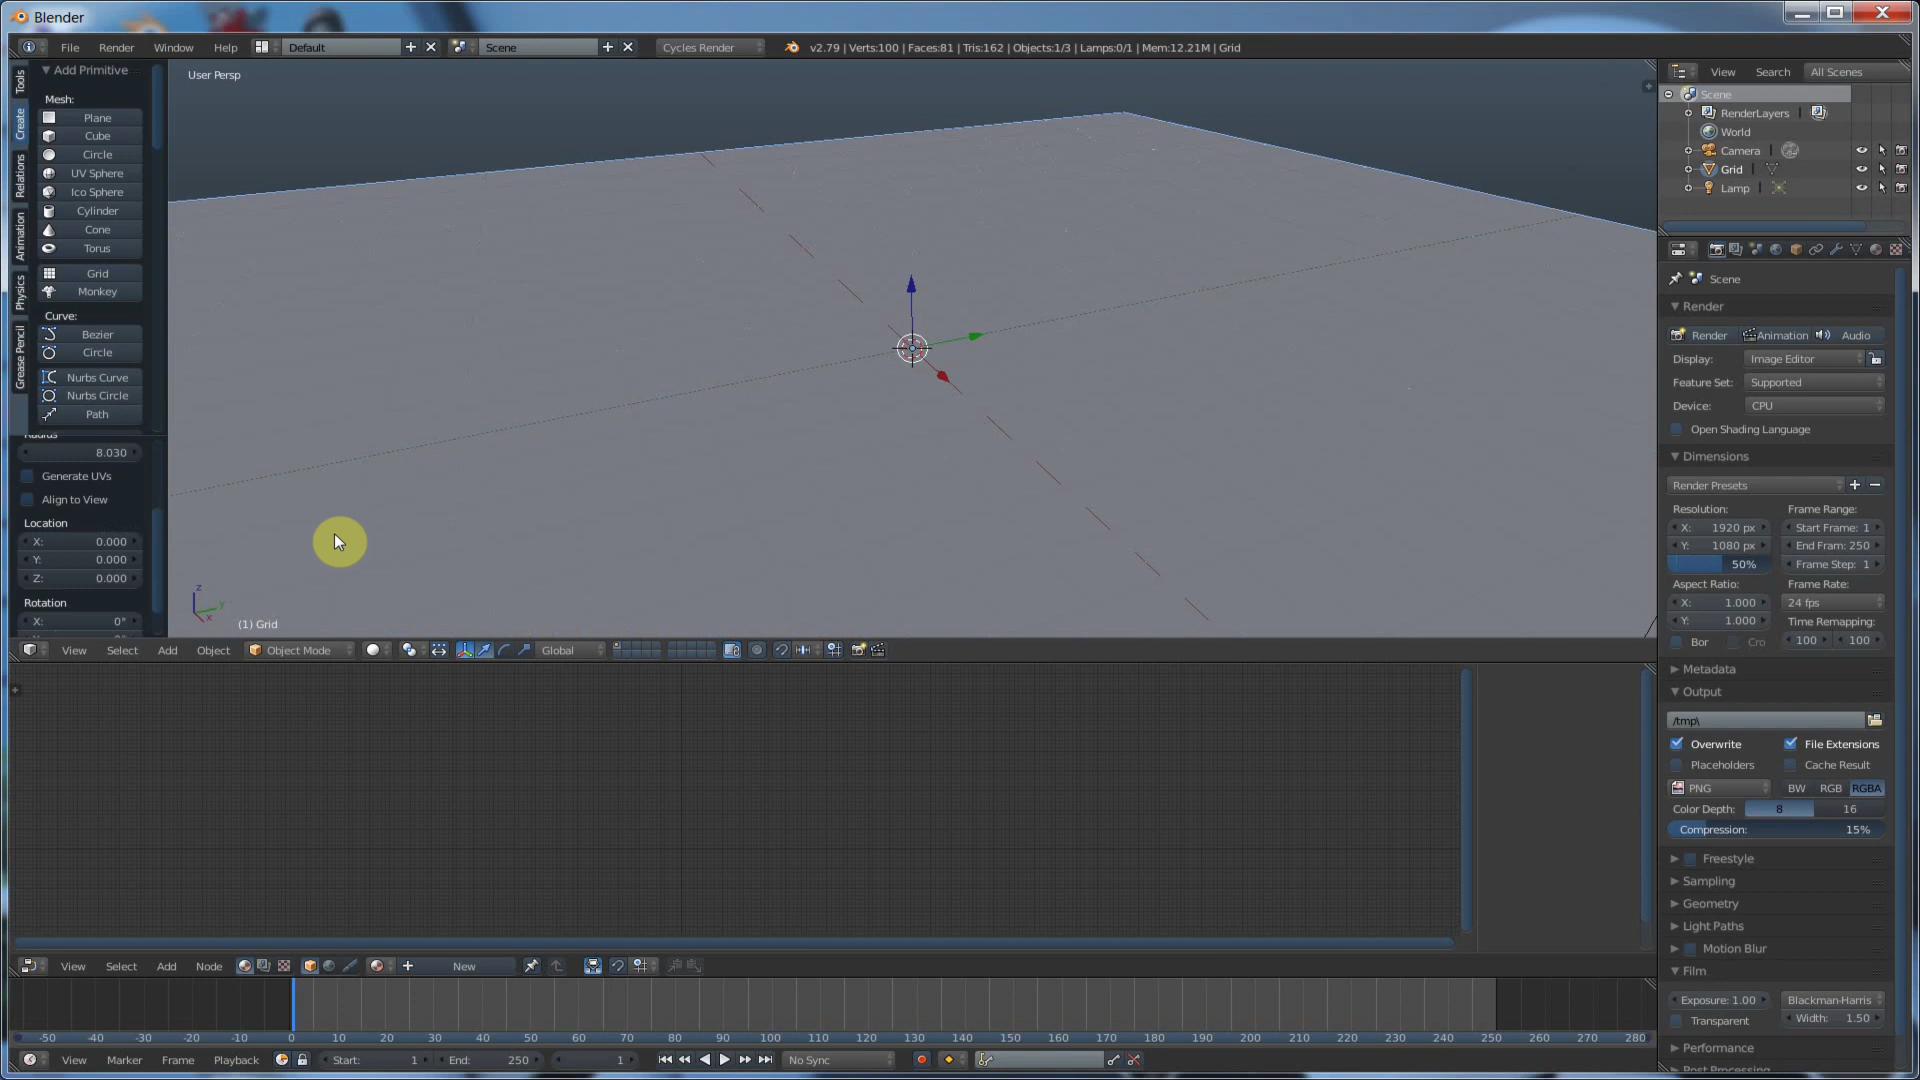 Blender
File Render Window Help Default Scene Cycles Render v2.79 | Verts:100 | Faces:81 | Tris:162 | Objects:1/3 | Lamps:0/1 | Mem:12.21M | Grid
Tools
Create
Relations
Animation
Physics
Grease Pencil
Add Primitive
Mesh:
Plane
Cube
Circle
UV Sphere
Ico Sphere
Cylinder
Cone
Torus
Grid
Monkey
Curve:
Bezier
Circle
Nurbs Curve
Nurbs Circle
Path
Radius
8.030
Generate UVs
Align to View
Location
X: 0.000
Y: 0.000
Z: 0.000
Rotation
X: 0°
User Persp
z
y
x
(1) Grid
View Select Add Object Object Mode Global
View Select Add Node New
-50 -40 -30 -20 -10 0 10 20 30 40 50 60 70 80 90 100 110 120 130 140 150 160 170 180 190 200 210 220 230 240 250 260 270 280
View Marker Frame Playback Start: 1 End: 250 1 No Sync
View Search All Scenes
Scene
RenderLayers |
World
Camera |
Grid |
Lamp |
Scene
Render
Render Animation Audio
Display: Image Editor
Feature Set: Supported
Device: CPU
Open Shading Language
Dimensions
Render Presets
Resolution: Frame Range:
X: 1920 px Start Frame: 1
Y: 1080 px End Fram: 250
50% Frame Step: 1
Aspect Ratio: Frame Rate:
X: 1.000 24 fps
Y: 1.000 Time Remapping:
Bor Cro 100 100
Metadata
Output
/tmp\
Overwrite File Extensions
Placeholders Cache Result
PNG BW RGB RGBA
Color Depth: 8 16
Compression: 15%
Freestyle
Sampling
Geometry
Light Paths
Motion Blur
Film
Exposure: 1.00 Blackman-Harris
Transparent Width: 1.50
Performance
Post Processing